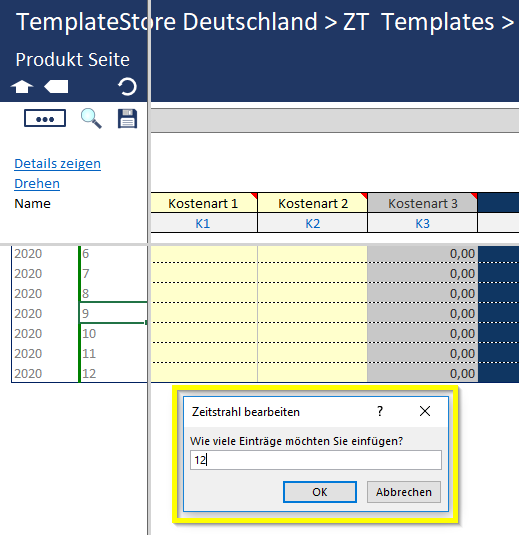 TemplateStore Deutschland > ZT Templates >
Produkt Seite
Details zeigen
Drehen
Name
Kostenart 1 Kostenart 2 Kostenart 3
K1 K2 K3
2020 6 0,00
2020 7 0,00
2020 8 0,00
2020 9 0,00
2020 10 0,00
2020 11 0,00
2020 12 0,00
Zeitstrahl bearbeiten ? ×
Wie viele Einträge möchten Sie einfügen?
12
OK Abbrechen